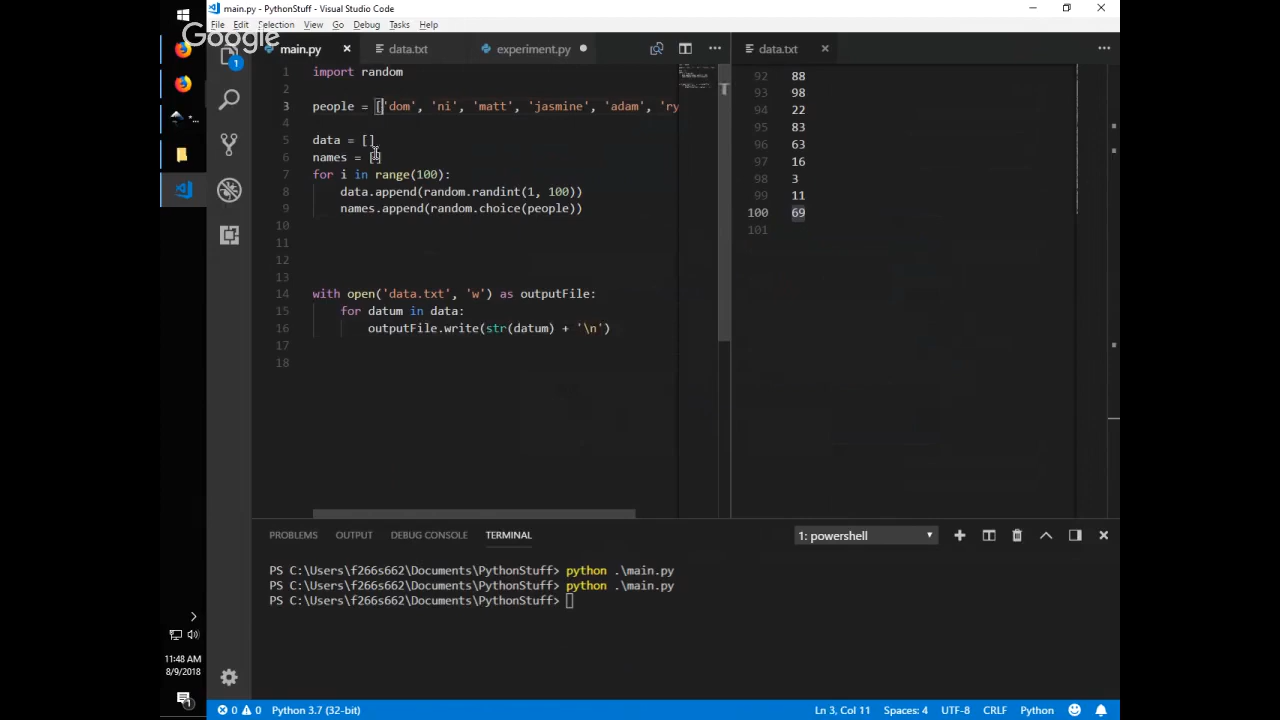 main.py - PythonStuff - Visual Studio Code
File Edit Selection View Go Debug Tasks Help
Google
main.py
data.txt
experiment.py
data.txt
1 import random
2
3 people = ['dom', 'ni', 'matt', 'jasmine', 'adam', 'ry
4
5 data = []
6 names = []
7 for i in range(100):
8 data.append(random.randint(1, 100))
9 names.append(random.choice(people))
10
11
12
13
14 with open('data.txt', 'w') as outputFile:
15 for datum in data:
16 outputFile.write(str(datum) + '\n')
17
18
92 88
93 98
94 22
95 83
96 63
97 16
98 3
99 11
100 69
101
1
PROBLEMS OUTPUT DEBUG CONSOLE TERMINAL
1: powershell
PS C:\Users\f266s662\Documents\PythonStuff> python .\main.py
PS C:\Users\f266s662\Documents\PythonStuff> python .\main.py
PS C:\Users\f266s662\Documents\PythonStuff>
11:48 AM
8/9/2018
1
0 0 Python 3.7 (32-bit)
Ln 3, Col 11 Spaces: 4 UTF-8 CRLF Python